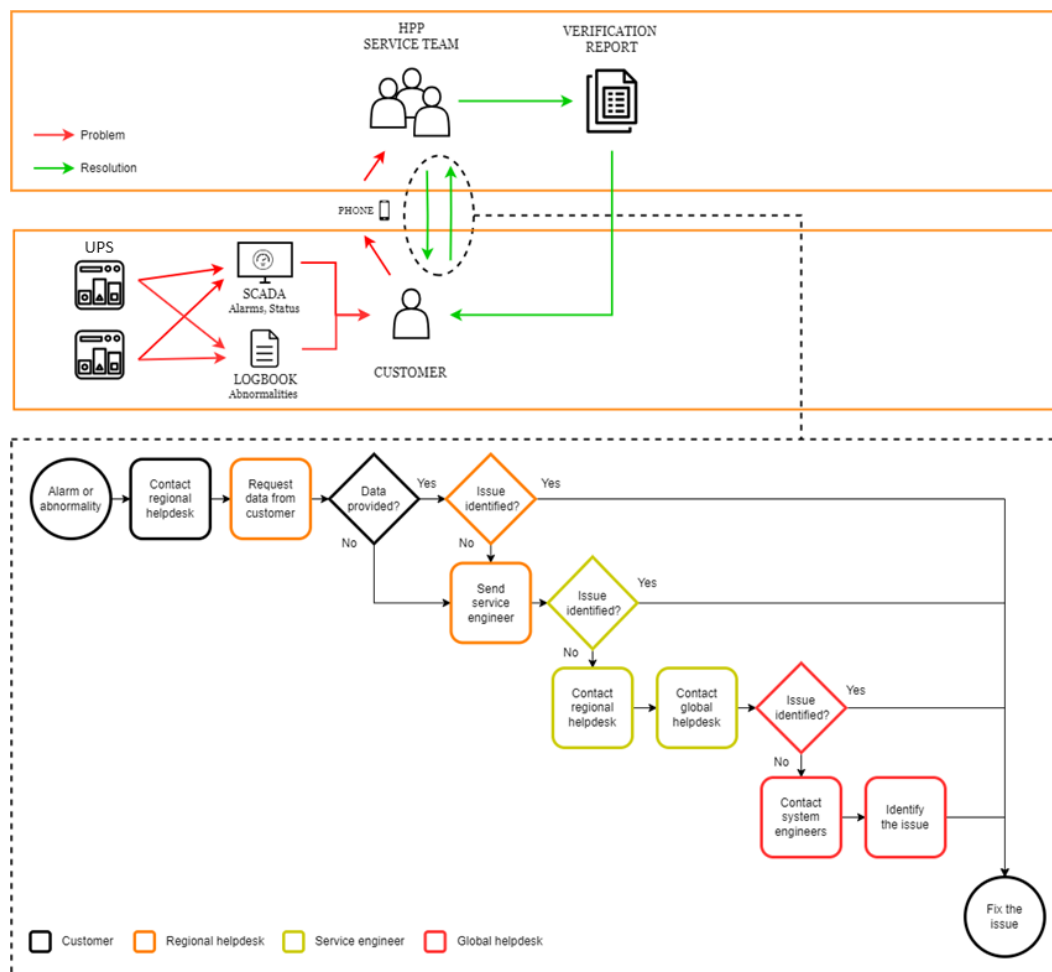 HPP
SERVICE TEAM
VERIFICATION
REPORT
Problem
Resolution
PHONE
UPS
SCADA
Alarms, Status
LOGBOOK
Abnormalities
CUSTOMER
Alarm or
abnormality
Contact
regional
helpdesk
Request
data from
customer
Data
provided?
Yes
No
Issue
identified?
Yes
No
Send
service
engineer
Issue
identified?
Yes
No
Contact
regional
helpdesk
Contact
global
helpdesk
Issue
identified?
Yes
No
Contact
system
engineers
Identify
the issue
Fix the
issue
Customer
Regional helpdesk
Service engineer
Global helpdesk